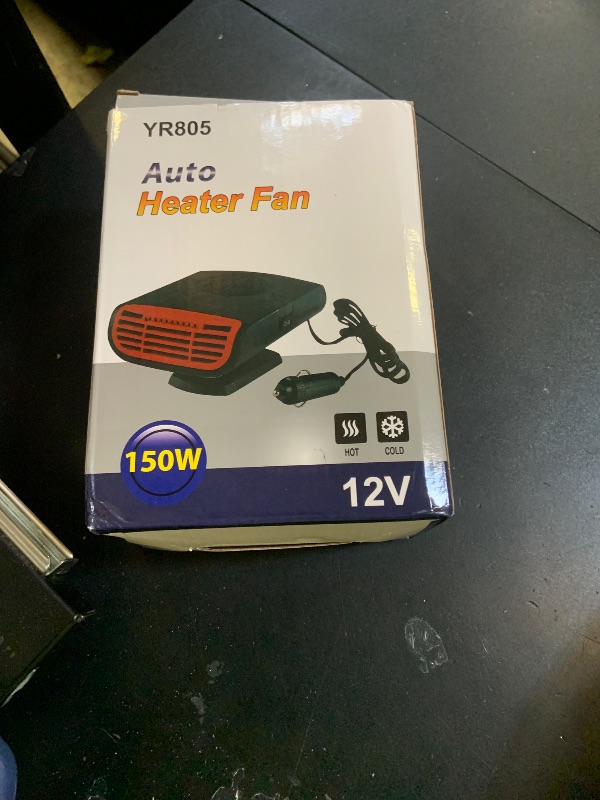 YR805
Auto
Heater Fan
150W
HOT COLD
12V